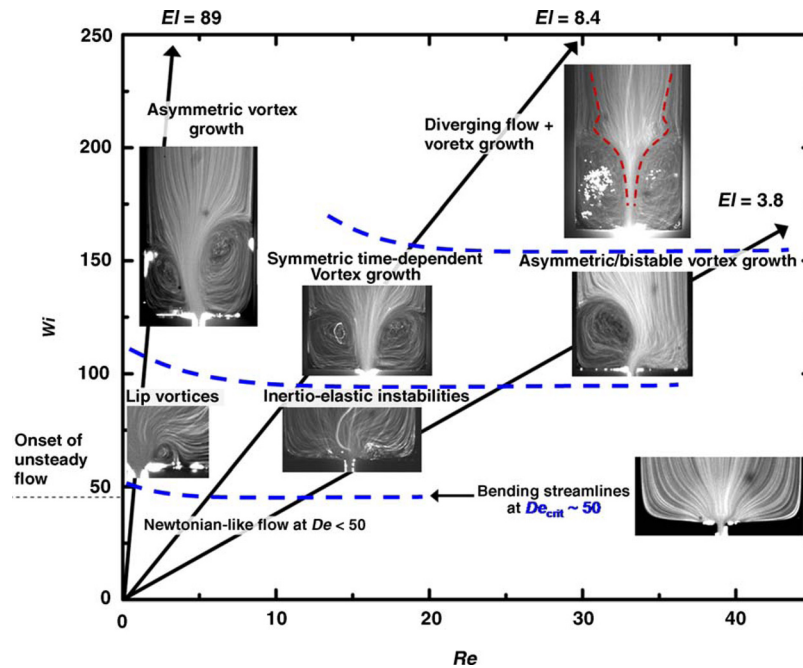 El = 89
El = 8.4
250
Asymmetric vortex
growth
Diverging flow +
voretx growth
200
El = 3.8
150
Symmetric time-dependent
Vortex growth
Asymmetric/bistable vortex growth
Wi
100
Lip vortices
Inertio-elastic instabilities
Onset of
unsteady
flow
50
Bending streamlines
at De crit ~ 50
Newtonian-like flow at De < 50
0
0
10
20
30
40
Re